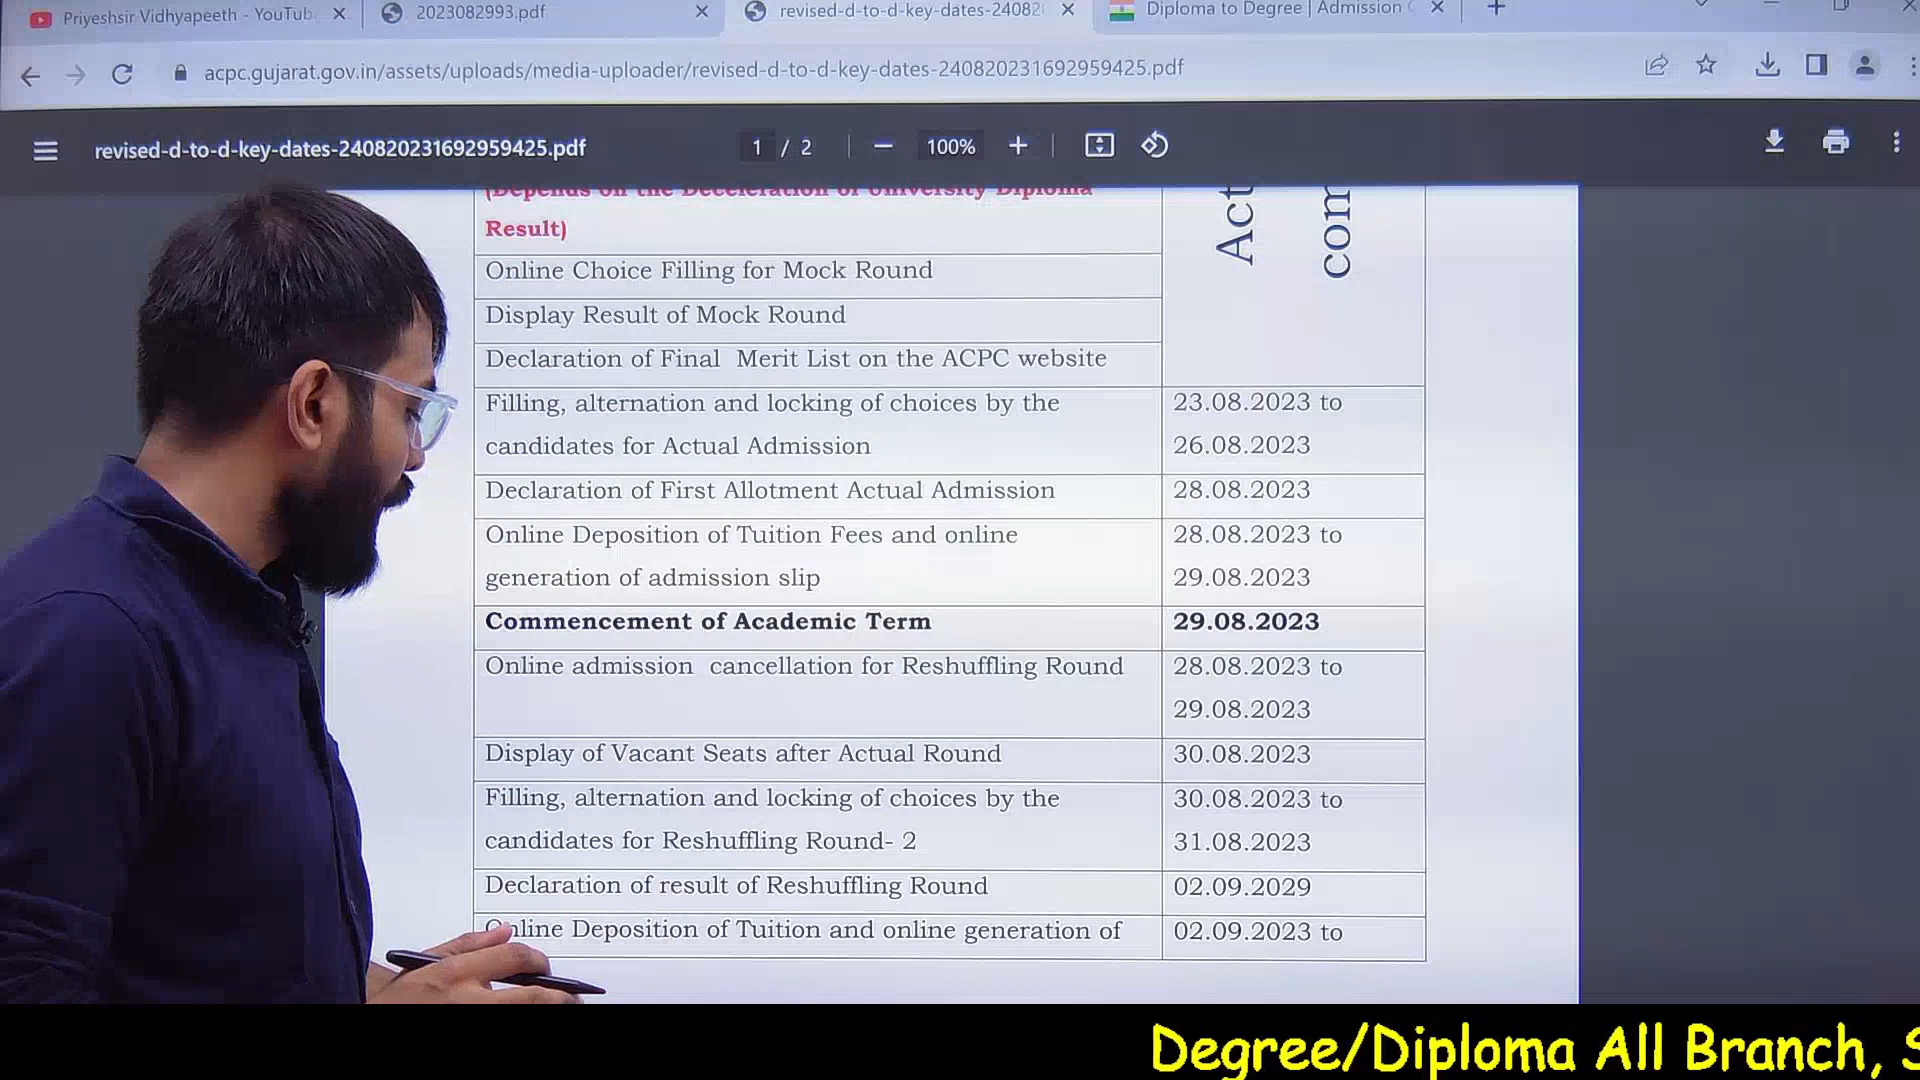 Priyeshsir Vidhyapeeth - YouTub
2023082993.pdf
revised-d-to-d-key-dates-24082
Diploma to Degree | Admission
acpc.gujarat.gov.in/assets/uploads/media-uploader/revised-d-to-d-key-dates-240820231692959425.pdf
revised-d-to-d-key-dates-240820231692959425.pdf
1 / 2
100%
(Depends on the Deceleration of University Diploma
Result)
Act
com
Online Choice Filling for Mock Round
Display Result of Mock Round
Declaration of Final Merit List on the ACPC website
Filling, alternation and locking of choices by the
candidates for Actual Admission
23.08.2023 to
26.08.2023
Declaration of First Allotment Actual Admission
28.08.2023
Online Deposition of Tuition Fees and online
generation of admission slip
28.08.2023 to
29.08.2023
Commencement of Academic Term
29.08.2023
Online admission cancellation for Reshuffling Round
28.08.2023 to
29.08.2023
Display of Vacant Seats after Actual Round
30.08.2023
Filling, alternation and locking of choices by the
candidates for Reshuffling Round- 2
30.08.2023 to
31.08.2023
Declaration of result of Reshuffling Round
02.09.2029
Online Deposition of Tuition and online generation of
02.09.2023 to
Degree/Diploma All Branch, S